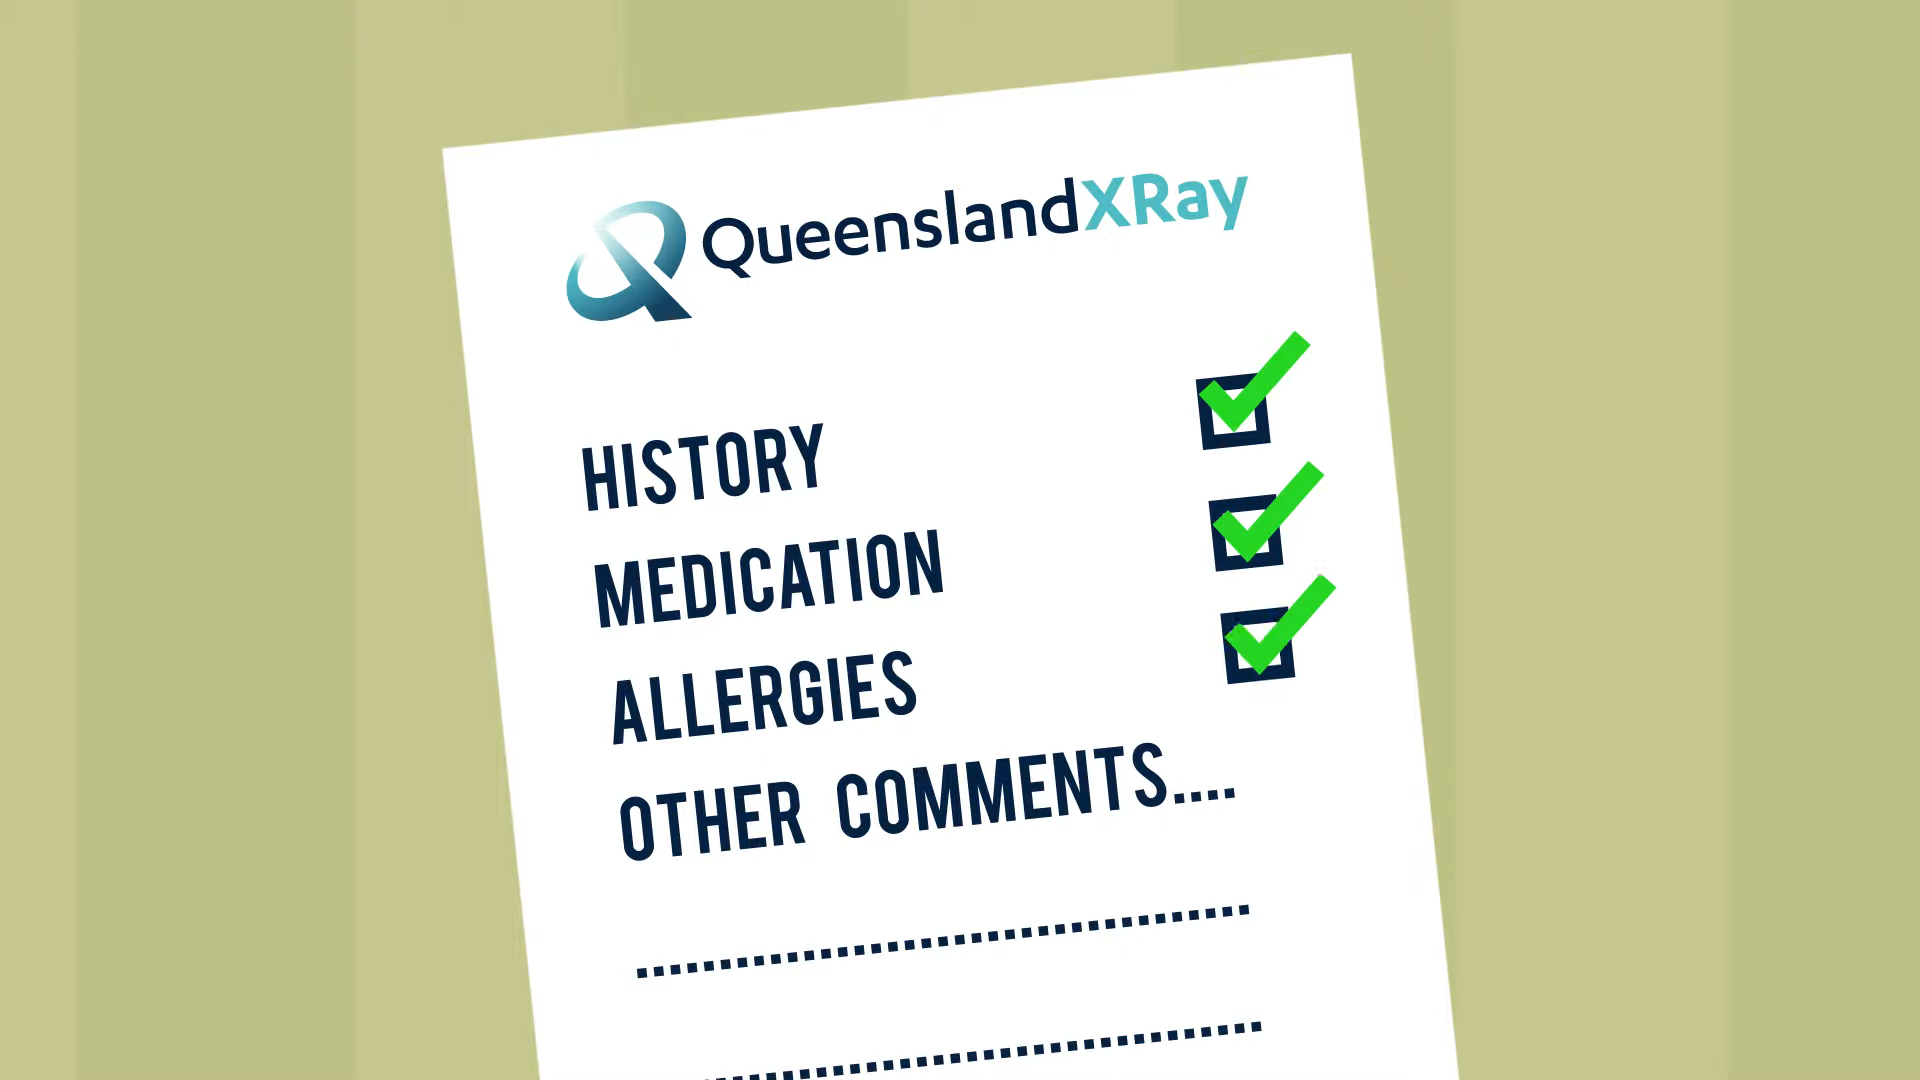 QueenslandXRay
HISTORY
MEDICATION
ALLERGIES
OTHER COMMENTS....